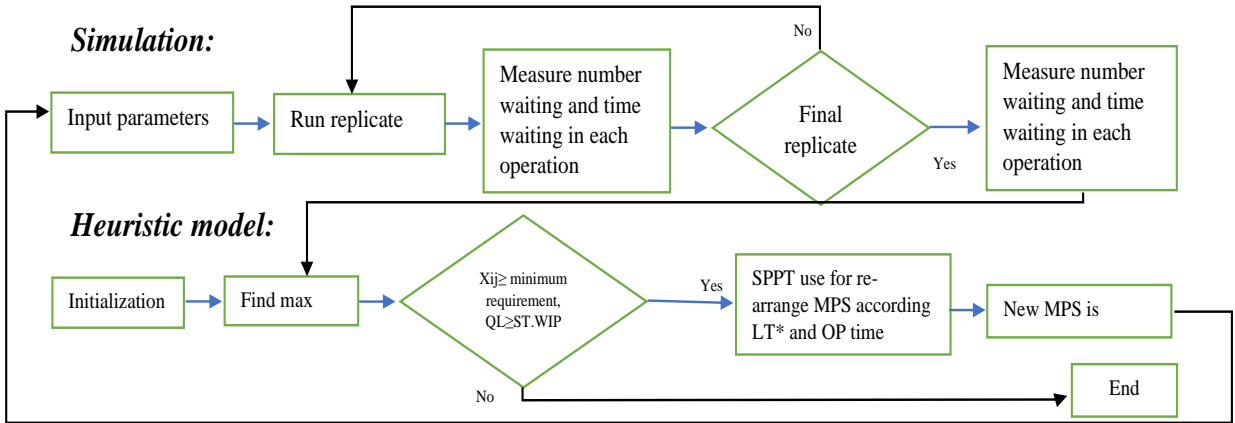 Simulation:
Input parameters
Run replicate
Measure number
waiting and time
waiting in each
operation
No
Final
replicate
Yes
Measure number
waiting and time
waiting in each
operation
Heuristic model:
Initialization
Find max
Xij≥ minimum
requirement,
QL≥ST.WIP
Yes
No
SPPT use for re-
arrange MPS according
LT* and OP time
New MPS is
End